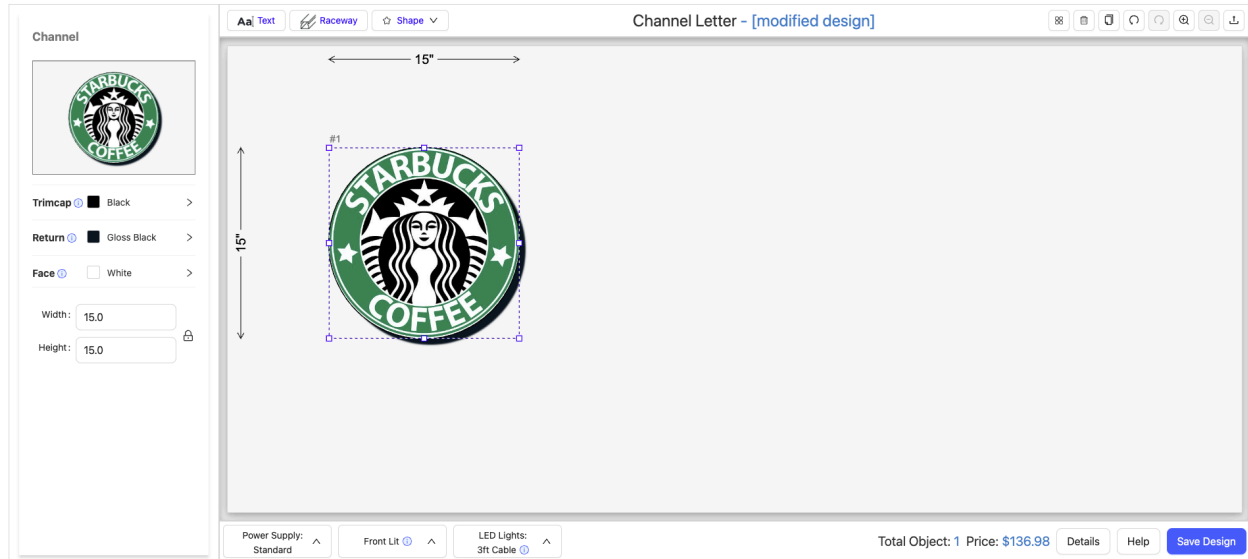 Channel
STARBUCKS
COFFEE
Trimcap Black
Return Gloss Black
Face White
Width: 15.0
Height: 15.0
Aa Text
Raceway
Shape
Channel Letter - [modified design]
15"
#1
15"
STARBUCKS
COFFEE
Power Supply:
Standard
Front Lit
LED Lights:
3ft Cable
Total Object: 1 Price: $136.98
Details
Help
Save Design